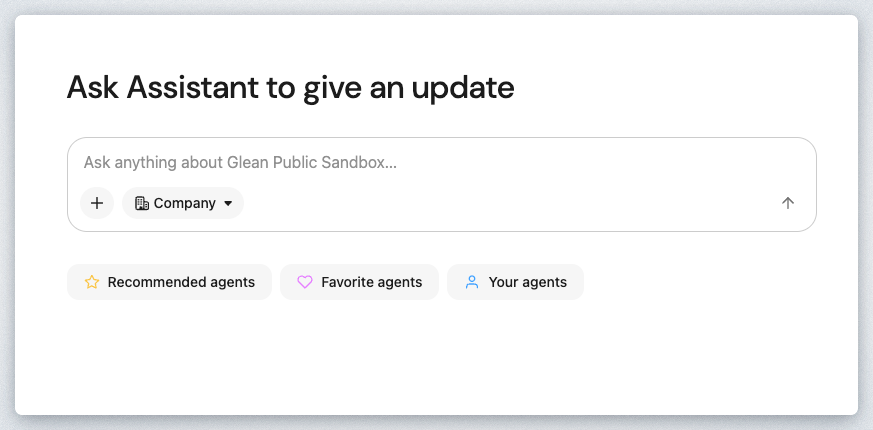 Ask Assistant to give an update
Ask anything about Glean Public Sandbox...
Company
Recommended agents
Favorite agents
Your agents